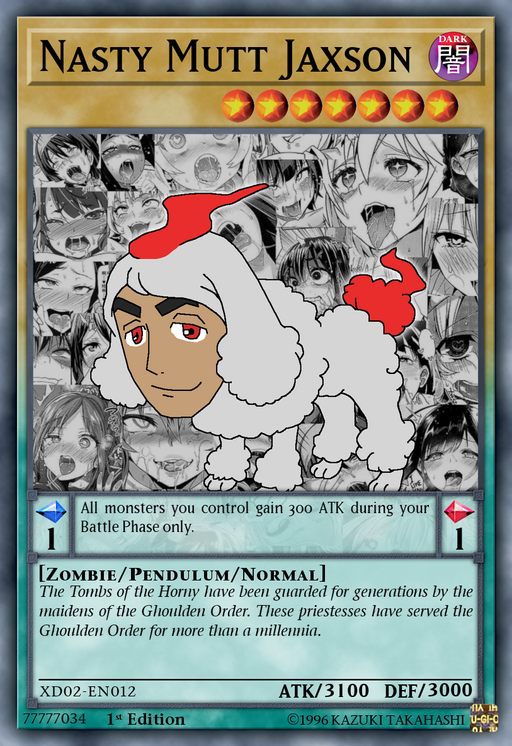 Nasty Mutt Jaxson
DARK
闇
All monsters you control gain 300 ATK during your
Battle Phase only.
1
1
[Zombie/Pendulum/Normal]
The Tombs of the Horny have been guarded for generations by the
maidens of the Ghoulden Order. These priestesses have served the
Ghoulden Order for more than a millennia.
XD02-EN012
ATK/3100 DEF/3000
77777034
1st Edition
©1996 KAZUKI TAKAHASHI